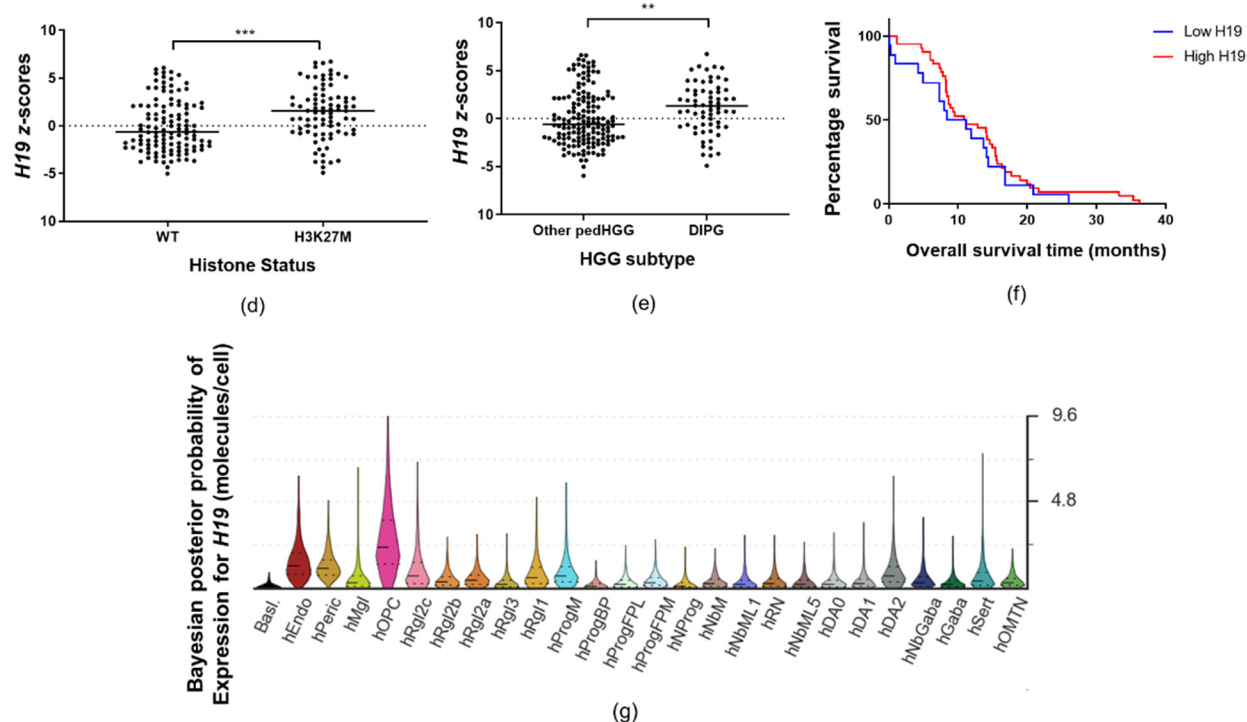 ***
10
5
0
-5
10
H19 z-scores
WT
H3K27M
Histone Status
(d)
**
10
5
0
-5
10
H19 z-scores
Other pedHGG
DIPG
HGG subtype
(e)
Low H19
High H19
100
50
0
Percentage survival
0
10
20
30
40
Overall survival time (months)
(f)
Bayesian posterior probability of
Expression for H19 (molecules/cell)
9.6
4.8
Basl.
hEndo
hPeric
hMgl
hOPC
hRgl2c
hRgl2b
hRgl2a
hRgl3
hRgl1
hProgM
hProgBP
hProgFPL
hProgFPM
hNProg
hNbM
hNbML1
hRN
hNbML5
hDA0
hDA1
hDA2
hNbGaba
hGaba
hSert
hOMTN
(g)